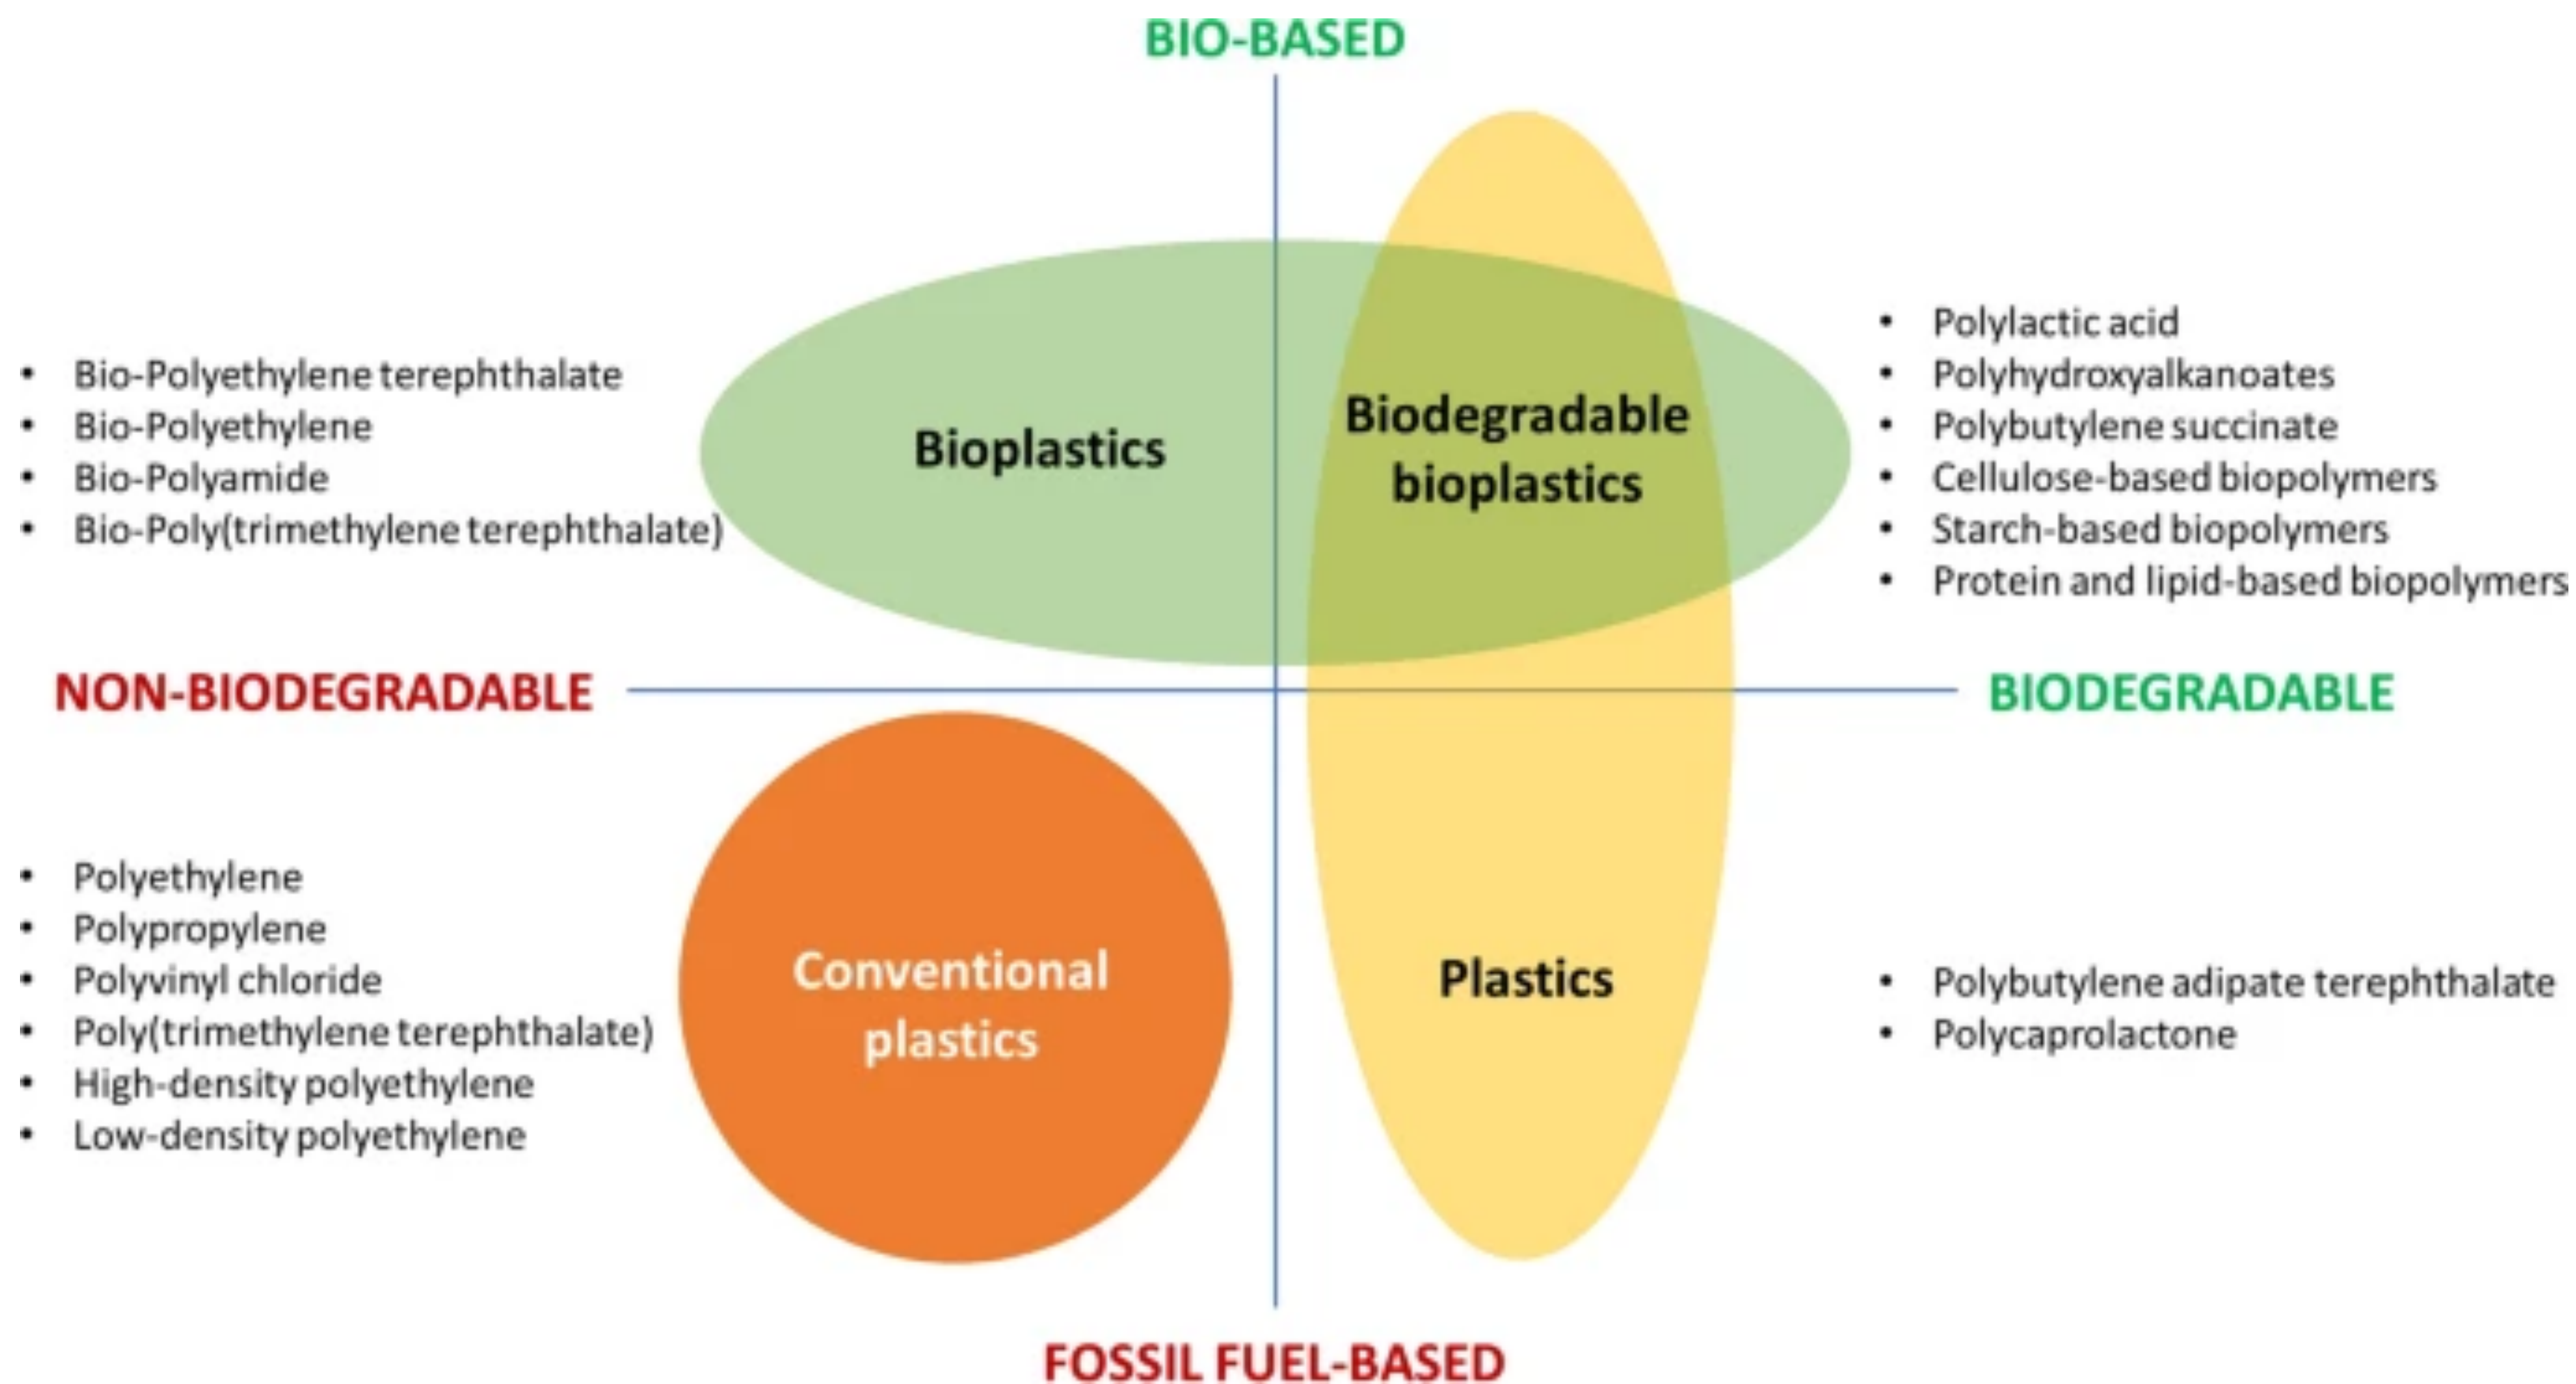 BIO-BASED
• Bio-Polyethylene terephthalate
• Bio-Polyethylene
• Bio-Polyamide
• Bio-Poly(trimethylene terephthalate)
Bioplastics
Biodegradable
bioplastics
• Polylactic acid
• Polyhydroxyalkanoates
• Polybutylene succinate
• Cellulose-based biopolymers
• Starch-based biopolymers
• Protein and lipid-based biopolymers
NON-BIODEGRADABLE
BIODEGRADABLE
• Polyethylene
• Polypropylene
• Polyvinyl chloride
• Poly(trimethylene terephthalate)
• High-density polyethylene
• Low-density polyethylene
Conventional
plastics
Plastics
• Polybutylene adipate terephthalate
• Polycaprolactone
FOSSIL FUEL-BASED